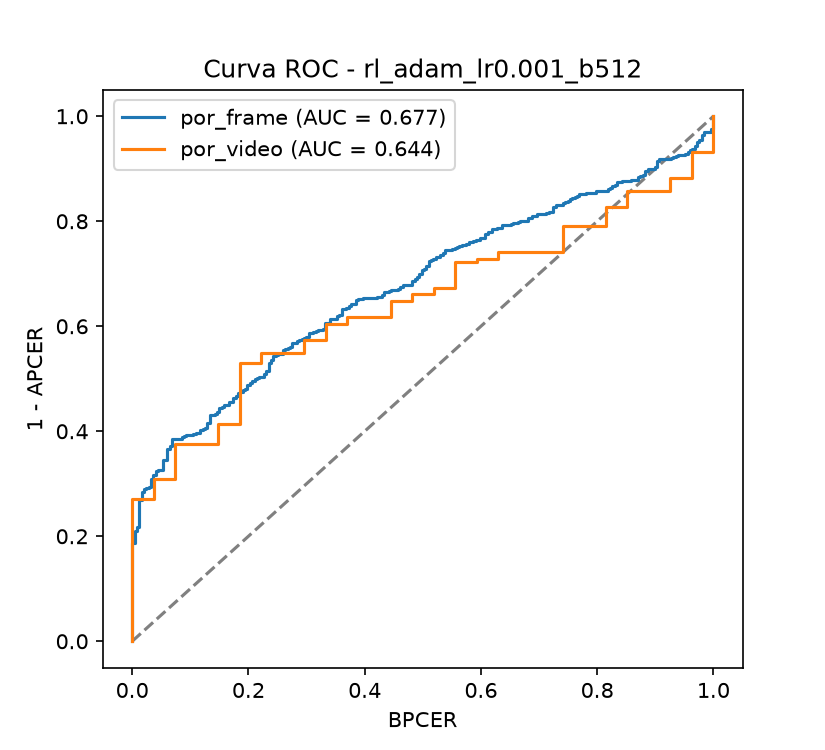 Curva ROC - rl_adam_lr0.001_b512
por_frame (AUC = 0.677)
por_video (AUC = 0.644)
1.0
0.8
0.6
0.4
0.2
0.0
1 - APCER
0.0 0.2 0.4 0.6 0.8 1.0
BPCER